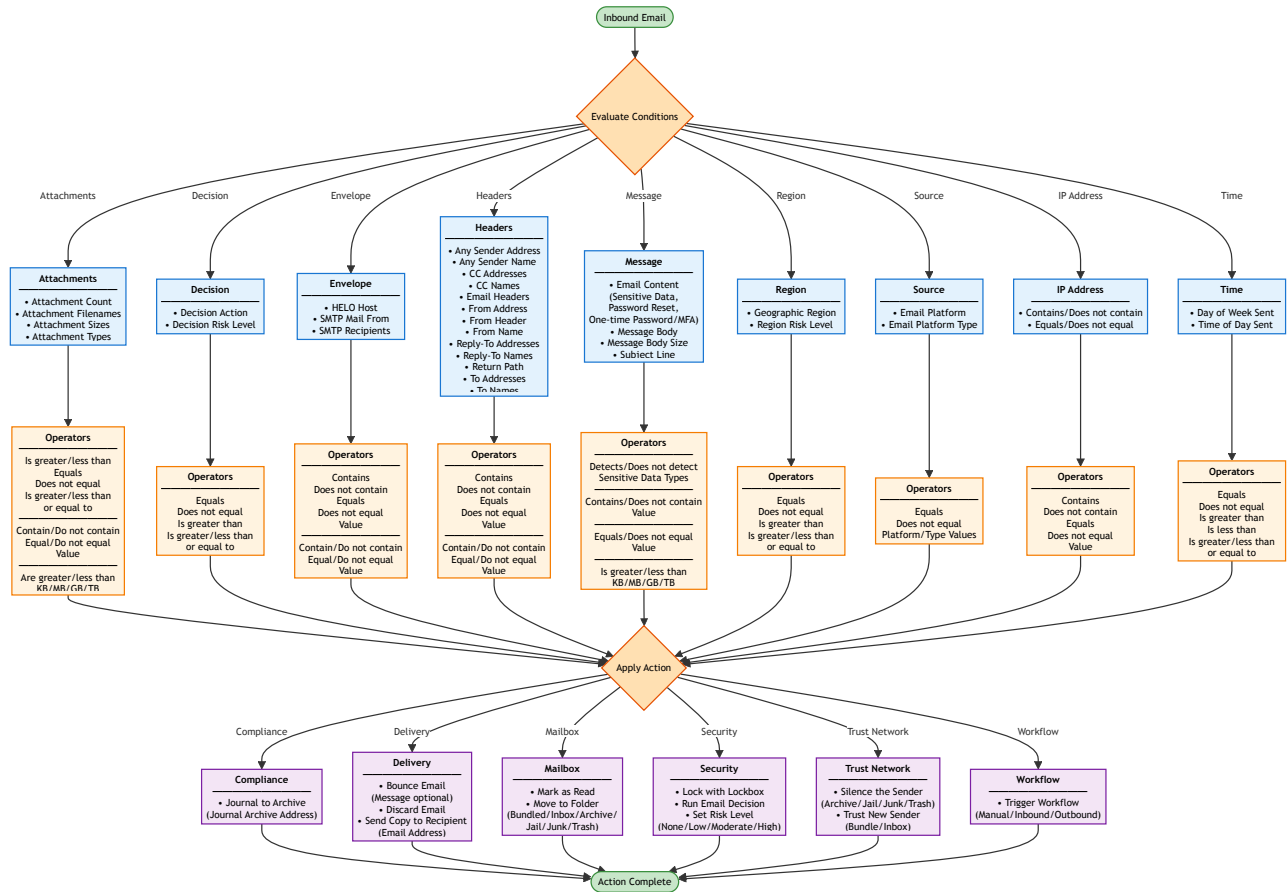 Inbound Email
Evaluate Conditions
Attachments
Decision
Envelope
Headers
Message
Region
Source
IP Address
Time
Attachments
• Attachment Count
• Attachment Filenames
• Attachment Sizes
• Attachment Types
Decision
• Decision Action
• Decision Risk Level
Envelope
• HELO Host
• SMTP Mail From
• SMTP Recipients
Headers
• Any Sender Address
• Any Sender Name
• CC Addresses
• CC Names
• Email Headers
• From Address
• From Header
• From Name
• Reply-To Addresses
• Reply-To Names
• Return Path
• To Addresses
• To Names
Message
• Email Content
(Sensitive Data,
Password Reset,
One-time Password/MFA)
• Message Body
• Message Body Size
• Subject Line
Region
• Geographic Region
• Region Risk Level
Source
• Email Platform
• Email Platform Type
IP Address
• Contains/Does not contain
• Equals/Does not equal
Time
• Day of Week Sent
• Time of Day Sent
Operators
Is greater/less than
Equals
Does not equal
Is greater/less than
or equal to
Contain/Do not contain
Equal/Do not equal
Value
Are greater/less than
KB/MB/GB/TB
Operators
Equals
Does not equal
Is greater than
Is greater/less than
or equal to
Operators
Contains
Does not contain
Equals
Does not equal
Value
Contain/Do not contain
Equal/Do not equal
Value
Operators
Contains
Does not contain
Equals
Does not equal
Value
Contain/Do not contain
Equal/Do not equal
Value
Operators
Detects/Does not detect
Sensitive Data Types
Contains/Does not contain
Value
Equals/Does not equal
Value
Is greater/less than
KB/MB/GB/TB
Operators
Equals
Does not equal
Is greater than
Is greater/less than
or equal to
Operators
Equals
Does not equal
Platform/Type Values
Operators
Contains
Does not contain
Equals
Does not equal
Value
Operators
Equals
Does not equal
Is greater than
Is less than
Is greater/less than
or equal to
Apply Action
Compliance
Delivery
Mailbox
Security
Trust Network
Workflow
Compliance
• Journal to Archive
(Journal Archive Address)
Delivery
• Bounce Email
(Message optional)
• Discard Email
• Send Copy to Recipient
(Email Address)
Mailbox
• Mark as Read
• Move to Folder
(Bundled/Inbox/Archive/
Jail/Junk/Trash)
Security
• Lock with Lockbox
• Run Email Decision
• Set Risk Level
(None/Low/Moderate/High)
Trust Network
• Silence the Sender
(Archive/Jail/Junk/Trash)
• Trust New Sender
(Bundle/Inbox)
Workflow
• Trigger Workflow
(Manual/Inbound/Outbound)
Action Complete